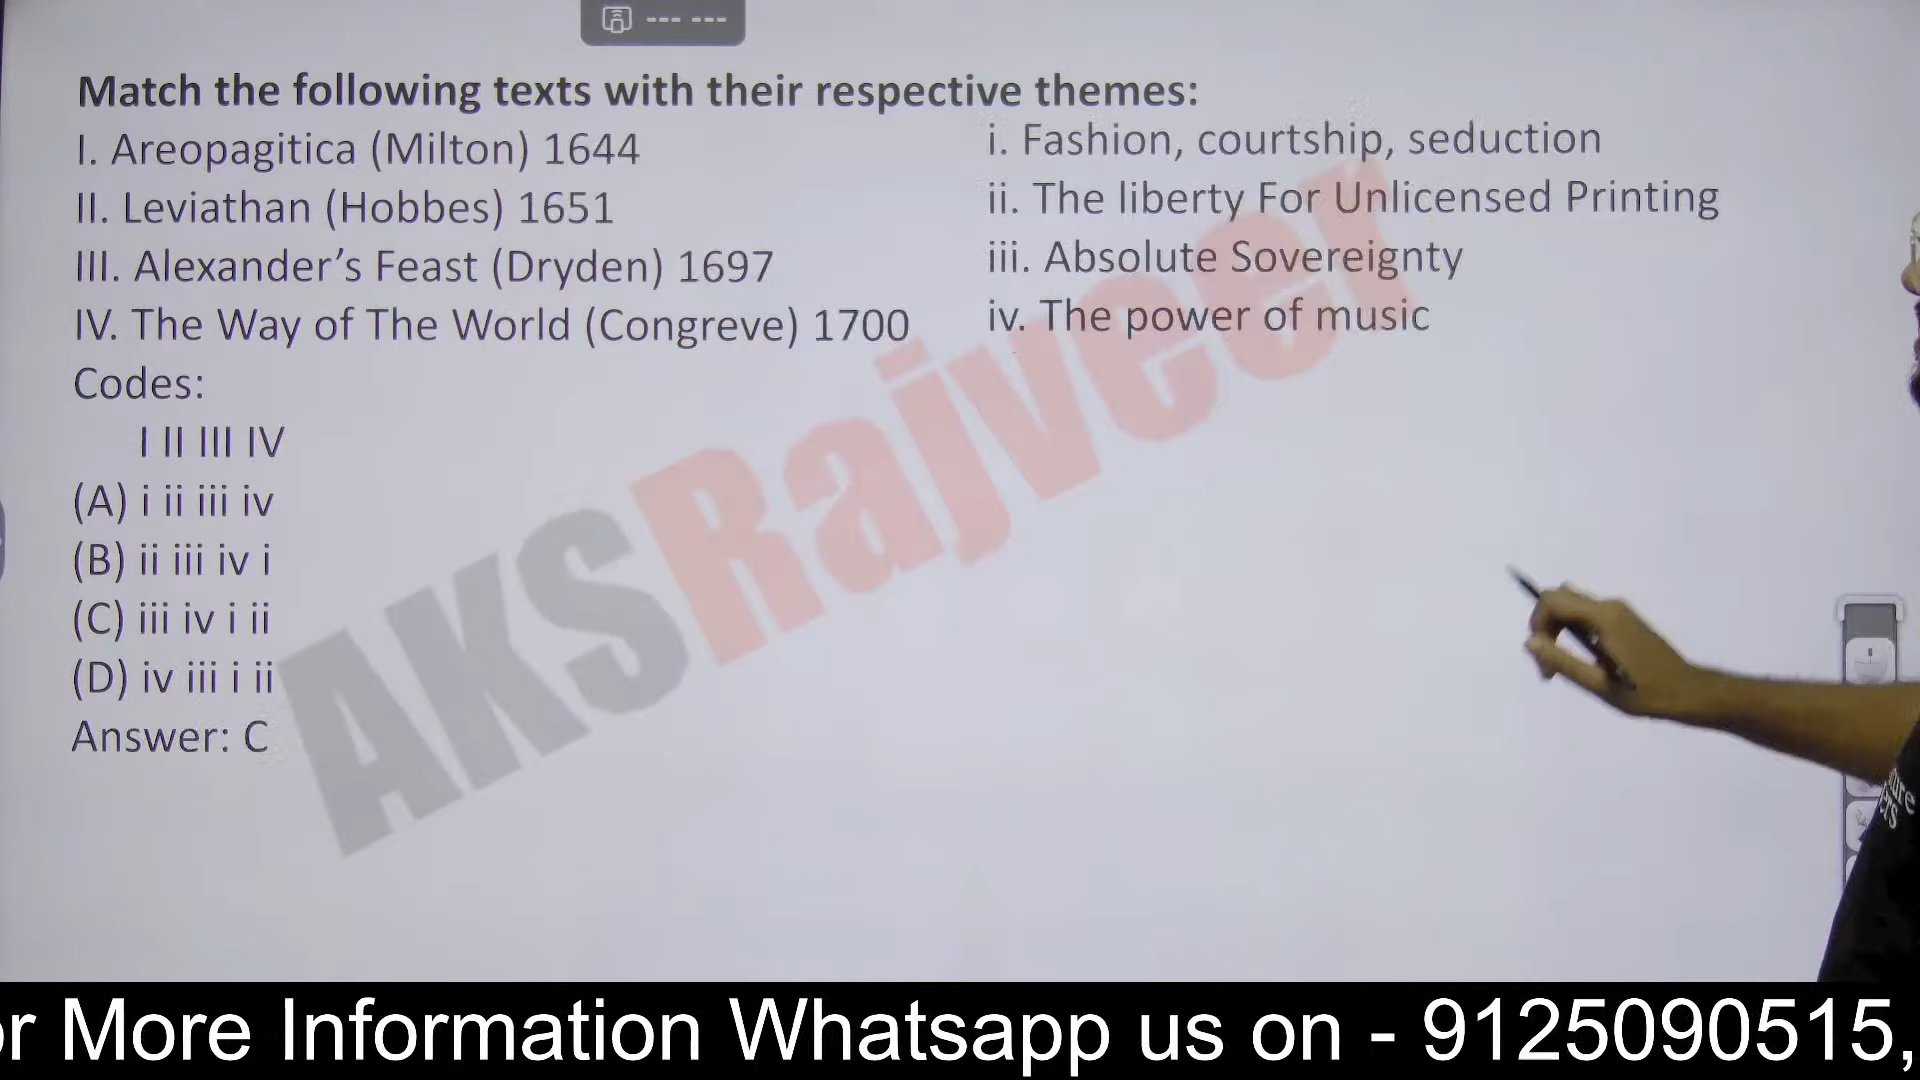 --- ---
Match the following texts with their respective themes:
I. Areopagitica (Milton) 1644
i. Fashion, courtship, seduction
II. Leviathan (Hobbes) 1651
ii. The liberty For Unlicensed Printing
III. Alexander’s Feast (Dryden) 1697
iii. Absolute Sovereignty
IV. The Way of The World (Congreve) 1700
iv. The power of music
Codes:
I II III IV
(A) i ii iii iv
(B) ii iii iv i
(C) iii iv i ii
(D) iv iii i ii
Answer: C
AKSRajveer
or More Information Whatsapp us on - 9125090515,